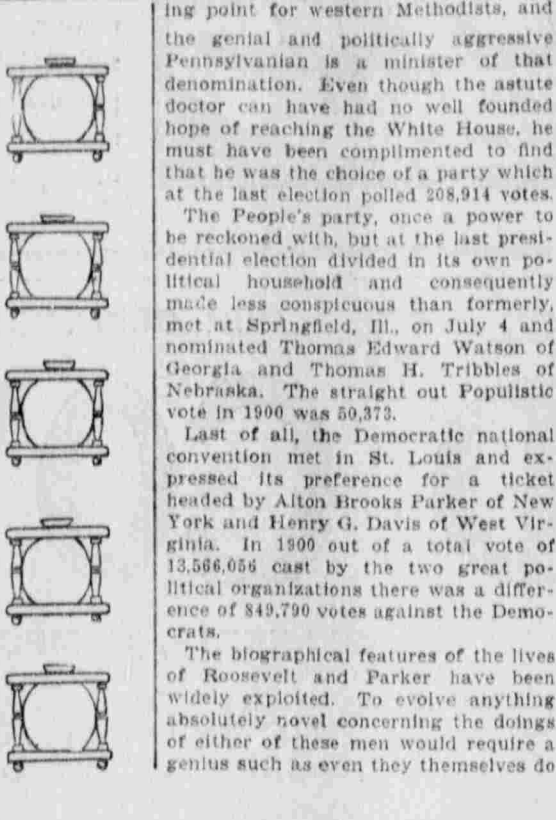 ing point for western Methodists, and
the genial and politically aggressive
Pennsylvanian is a minister of that
denomination. Even though the astute
doctor can have had no well founded
hope of reaching the White House, he
must have been complimented to find
that he was the choice of a party which
at the last election polled 208,914 votes.
The People's party, once a power to
be reckoned with, but at the last presi-
dential election divided in its own po-
litical household and consequently
made less conspicuous than formerly,
met at Springfield, Ill., on July 4 and
nominated Thomas Edward Watson of
Georgia and Thomas H. Tribbles of
Nebraska. The straight out Populistic
vote in 1900 was 50,373.
Last of all, the Democratic national
convention met in St. Louis and ex-
pressed its preference for a ticket
headed by Alton Brooks Parker of New
York and Henry G. Davis of West Vir-
ginia. In 1900 out of a total vote of
13,566,056 cast by the two great po-
litical organizations there was a differ-
ence of 849,790 votes against the Demo-
crats.
The biographical features of the lives
of Roosevelt and Parker have been
widely exploited. To evolve anything
absolutely novel concerning the doings
of either of these men would require a
genius such as even they themselves do